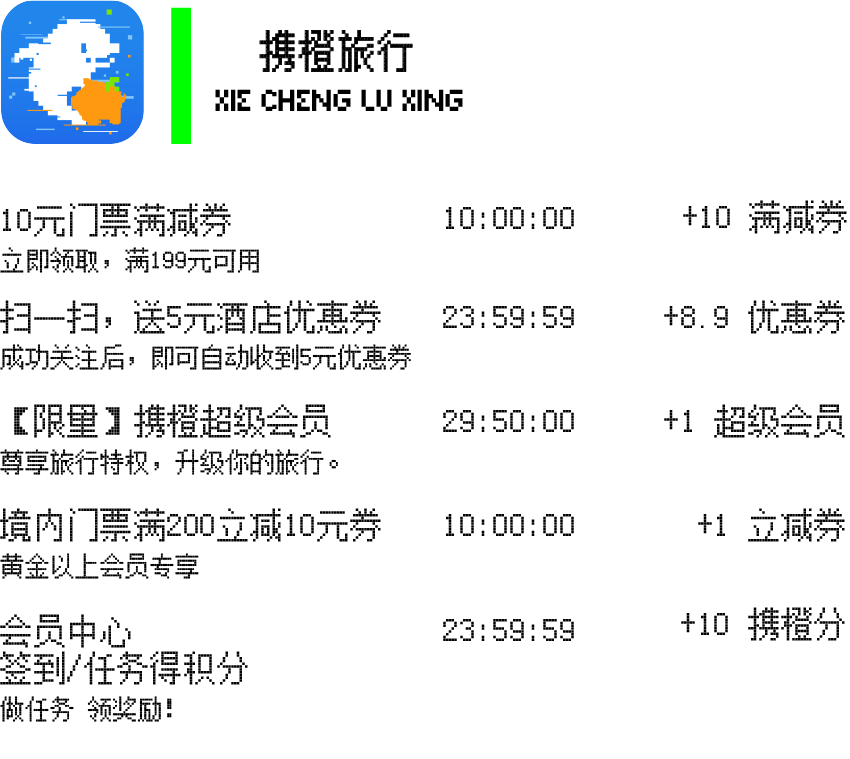 携橙旅行
XIE CHENG LU XING
10元门票满减券 10:00:00 +10 满减券
立即领取，满199元可用
扫一扫，送5元酒店优惠券 23:59:59 +8.9 优惠券
成功关注后，即可自动收到5元优惠券
【限量】携橙超级会员 29:50:00 +1 超级会员
尊享旅行特权，升级你的旅行。
境内门票满200立减10元券 10:00:00 +1 立减券
黄金以上会员专享
会员中心 23:59:59 +10 携橙分
签到/任务得积分
做任务 领奖励!